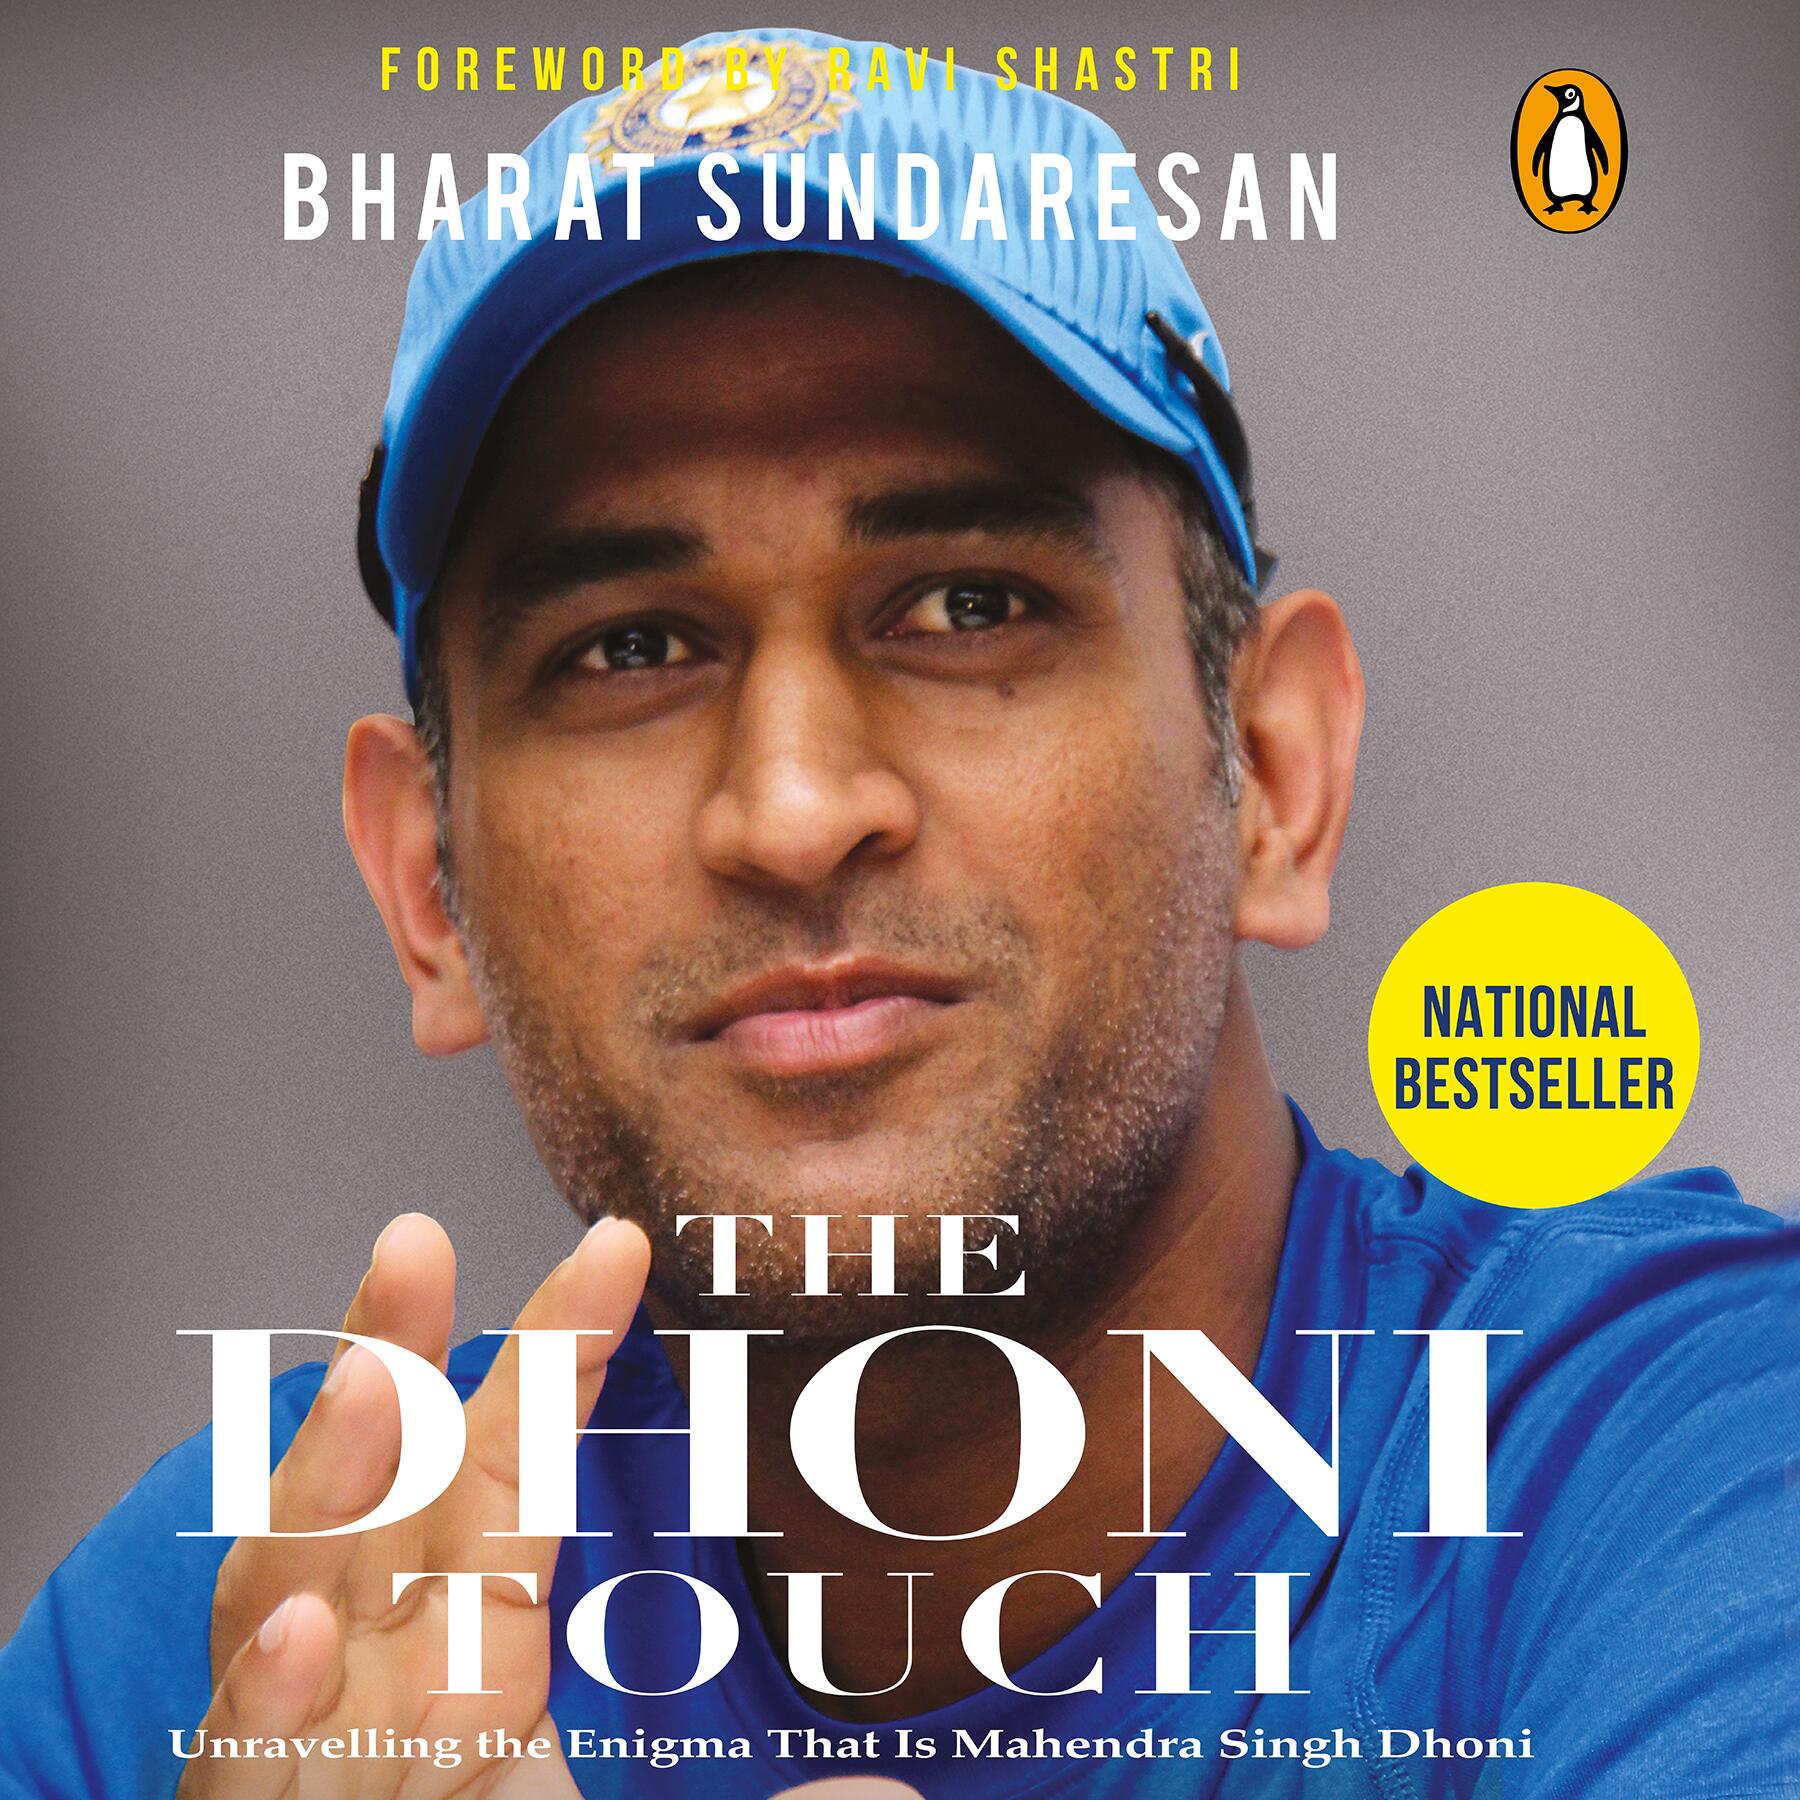 FOREWORD BY RAVI SHASTRI
BHARAT SUNDARESAN
NATIONAL
BESTSELLER
THE
DHONI
TOUCH
Unravelling the Enigma That Is Mahendra Singh Dhoni